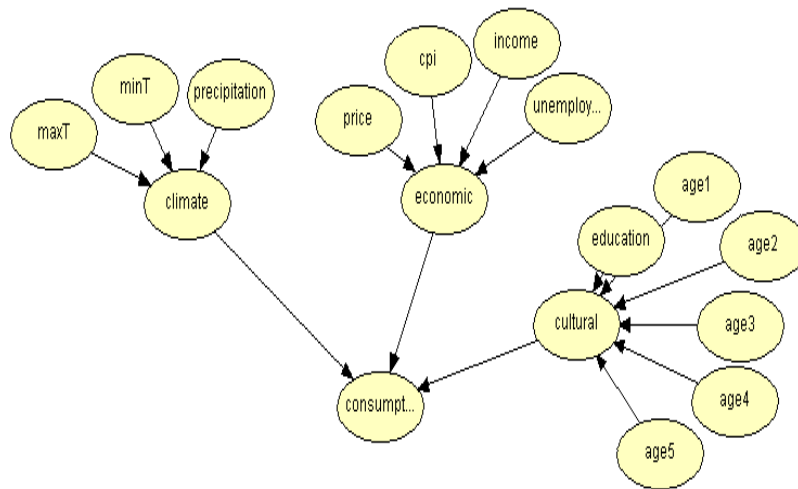 income
cpi
minT
precipitation
unemploy...
price
maxT
age1
economic
climate
education
age2
cultural
age3
age4
consumpt...
age5